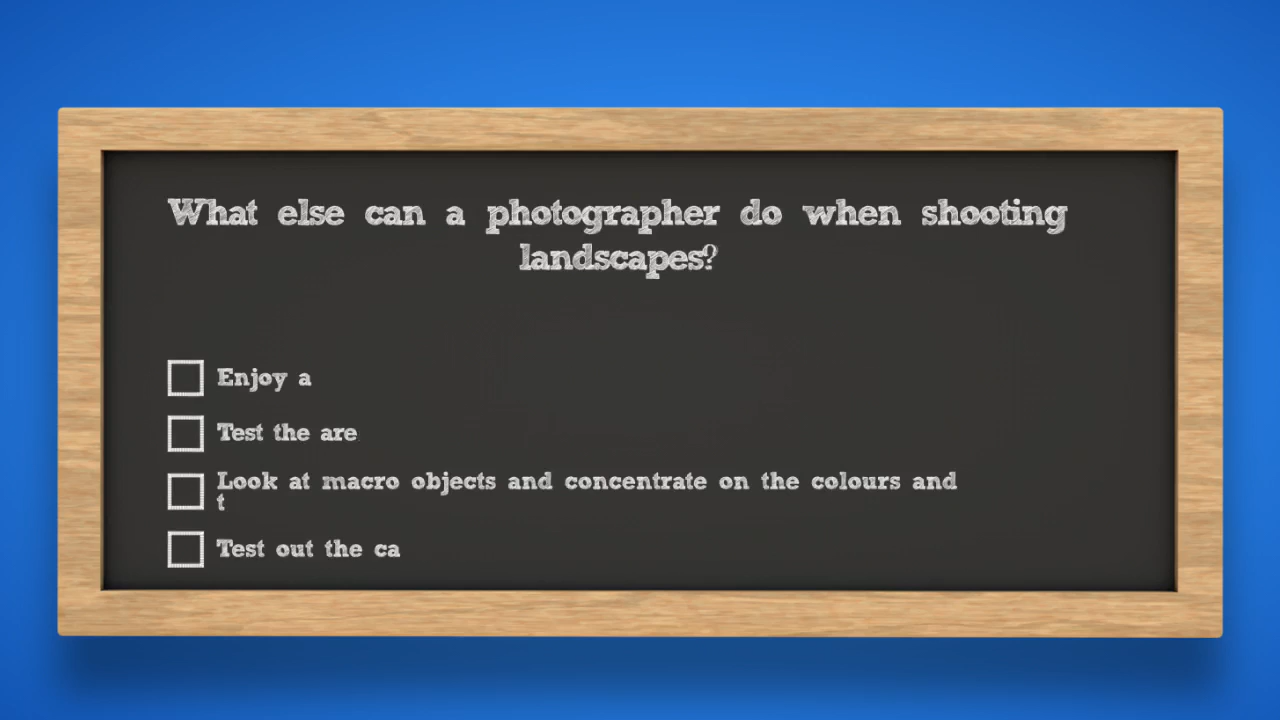 What else can a photographer do when shooting
landscapes?
Enjoy a
Test the are
Look at macro objects and concentrate on the colours and
t
Test out the ca